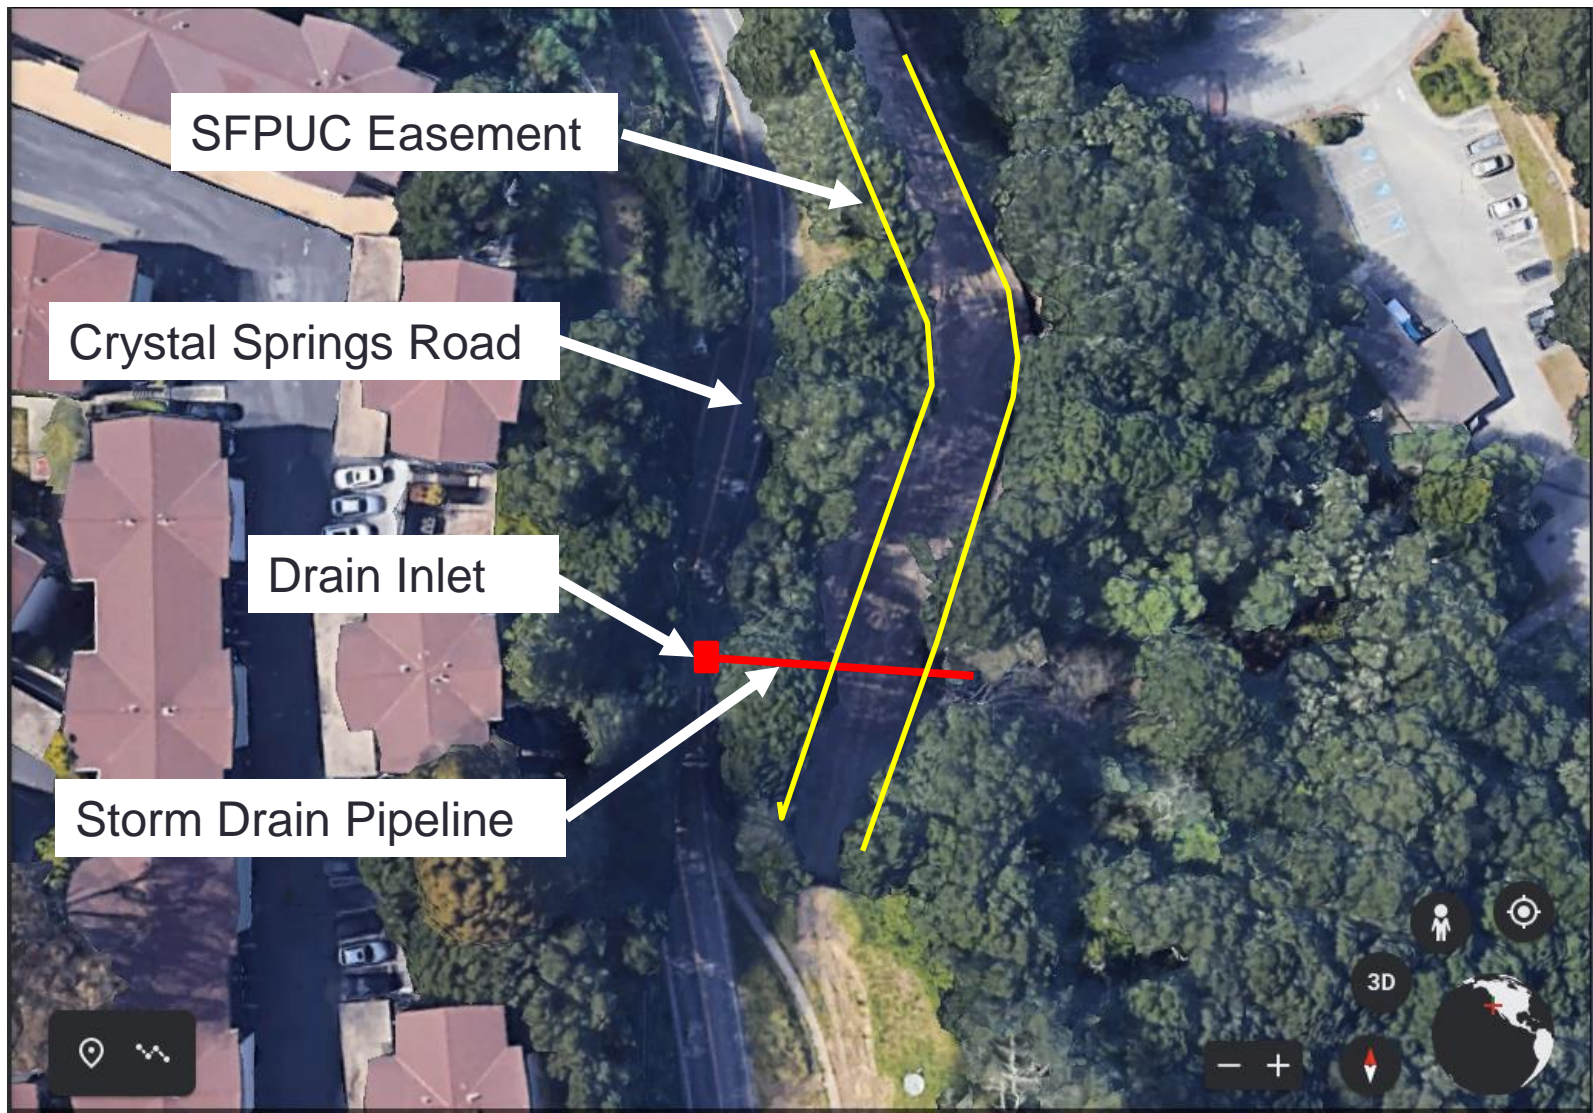 SFPUC Easement
Crystal Springs Road
Drain Inlet
Storm Drain Pipeline
3D